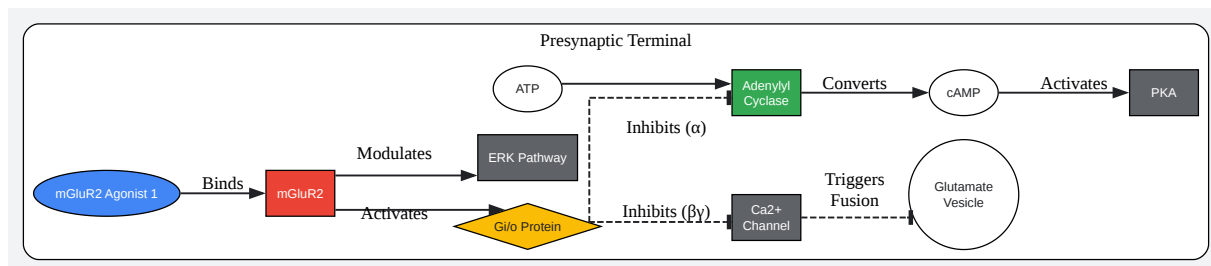 Presynaptic Terminal
ATP
Adenylyl
Cyclase
Converts
cAMP
Activates
PKA
Inhibits (α)
Modulates
ERK Pathway
mGluR2 Agonist 1
Binds
mGluR2
Activates
Gi/o Protein
Inhibits (βγ)
Ca2+
Channel
Triggers
Fusion
Glutamate
Vesicle